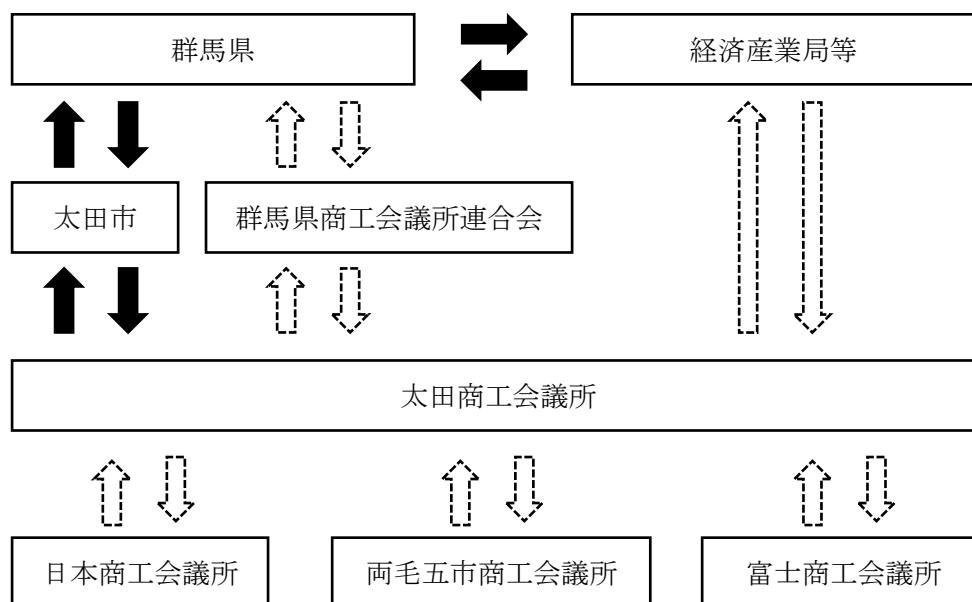 群馬県
経済産業局等
太田市
群馬県商工会議所連合会
太田商工会議所
日本商工会議所
両毛五市商工会議所
富士商工会議所